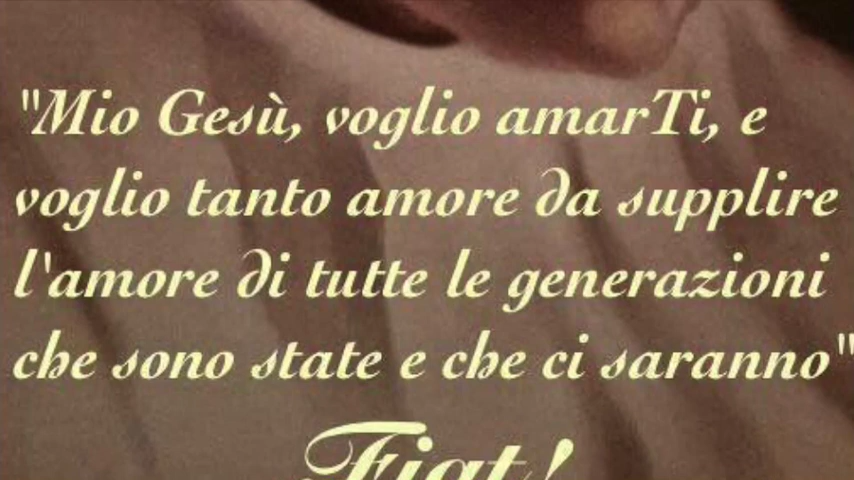 "Mio Gesù, voglio amarTi, e
voglio tanto amore da supplire
l'amore di tutte le generazioni
che sono state e che ci saranno"
Fiat!